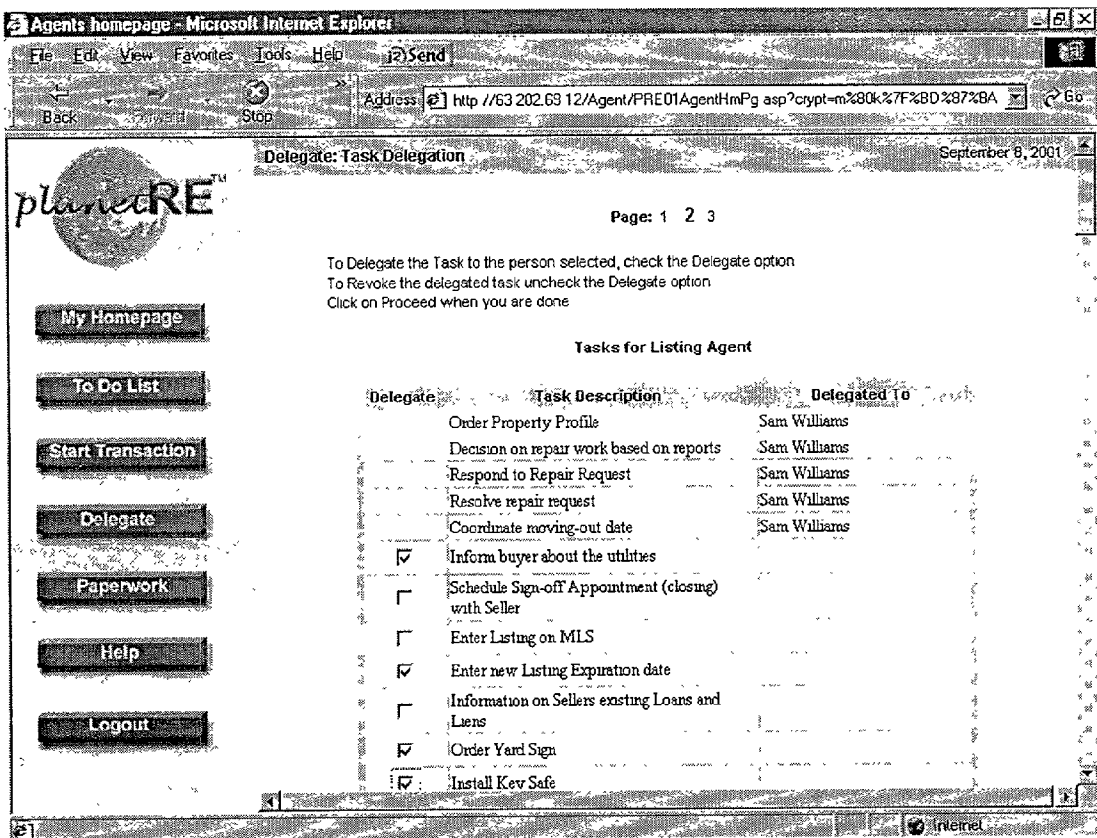 Agents homepage - Microsoft Internet Explorer
File Edit View Favorites Tools Help Send
Back Stop » Address http //63 202.69 12/Agent/PRE01AgentHmPg asp?crypt=m%80k%7F%BD%87%BA Go
Delegate: Task Delegation September 8, 2001
planetRE™
Page: 1 2 3
To Delegate the Task to the person selected, check the Delegate option
To Revoke the delegated task uncheck the Delegate option
Click on Proceed when you are done
My Homepage
To Do List
Start Transaction
Delegate
Paperwork
Help
Logout
Tasks for Listing Agent
Delegate Task Description Delegated To
Order Property Profile Sam Williams
Decision on repair work based on reports Sam Williams
Respond to Repair Request Sam Williams
Resolve repair request Sam Williams
Coordinate moving-out date Sam Williams
Inform buyer about the utilities
Schedule Sign-off Appointment (closing)
with Seller
Enter Listing on MLS
Enter new Listing Expiration date
Information on Sellers existing Loans and
Liens
Order Yard Sign
Install Key Safe
Internet